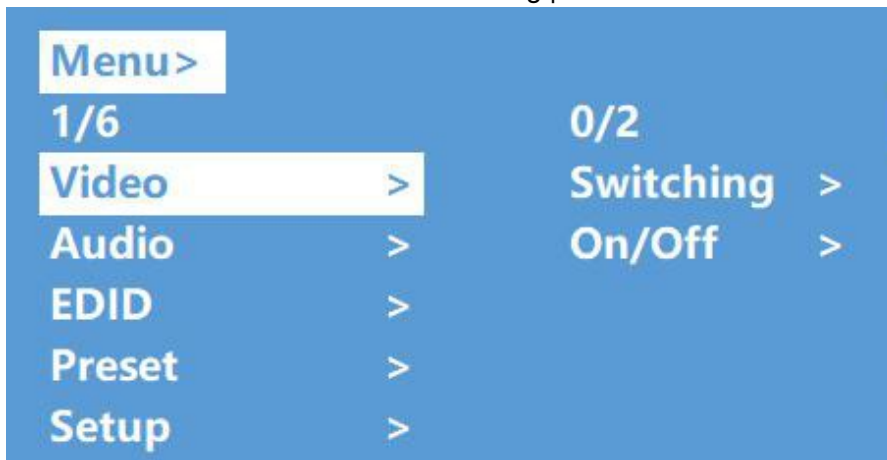 Menu>
1/6 0/2
Video > Switching >
Audio > On/Off >
EDID >
Preset >
Setup >